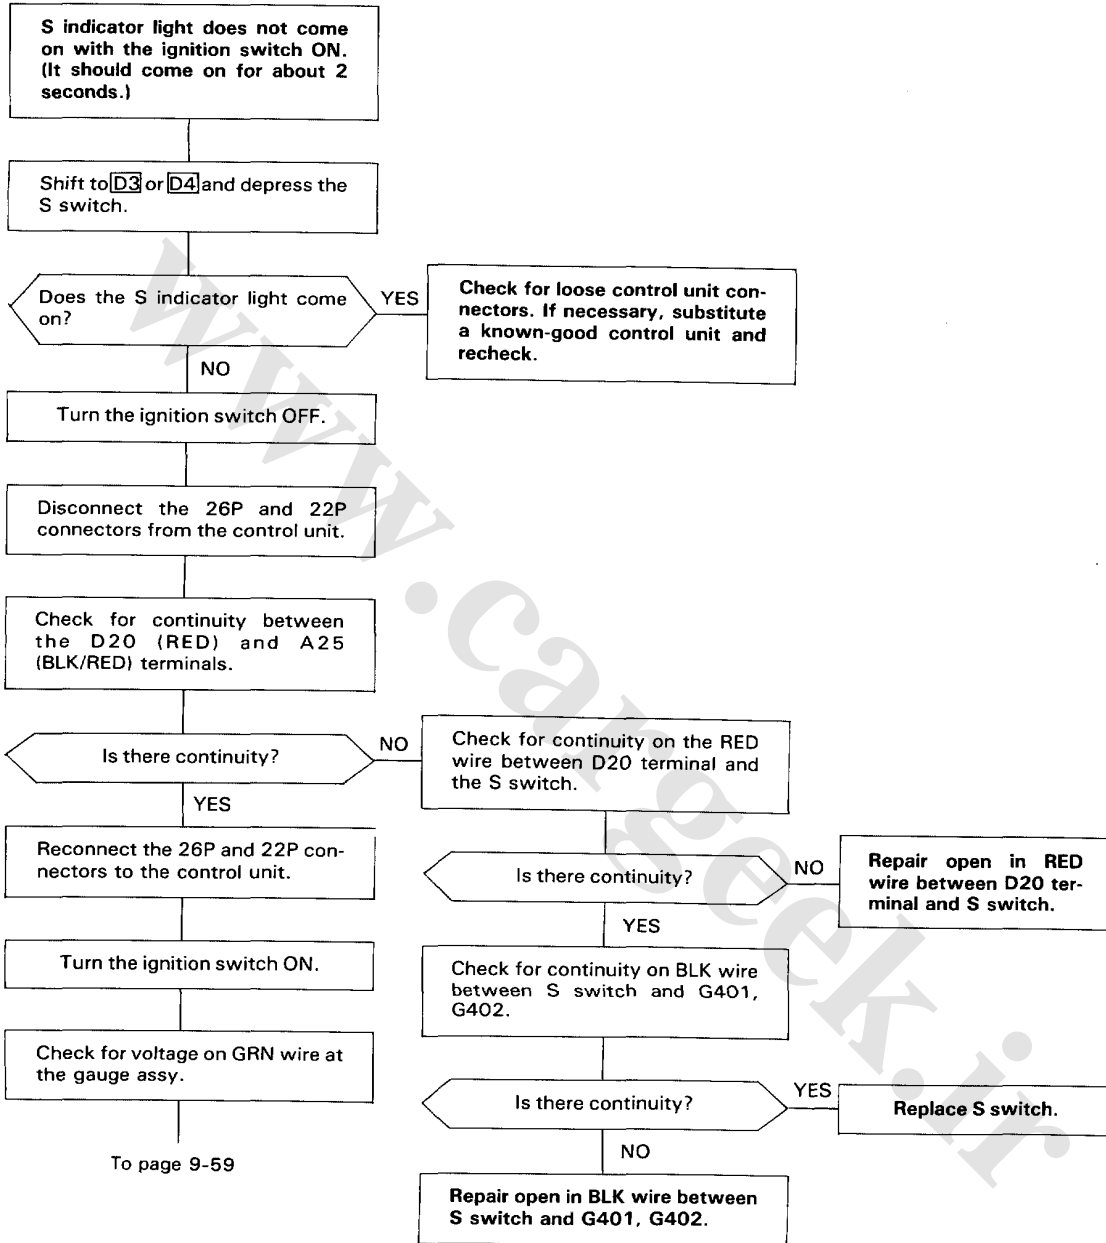 S indicator light does not come
on with the ignition switch ON.
(It should come on for about 2
seconds.)
Shift to D3 or D4 and depress the
S switch.
Does the S indicator light come
on?
YES
Check for loose control unit con-
nectors. If necessary, substitute
a known-good control unit and
recheck.
NO
Turn the ignition switch OFF.
Disconnect the 26P and 22P
connectors from the control unit.
Check for continuity between
the D20 (RED) and A25
(BLK/RED) terminals.
Is there continuity?
NO
Check for continuity on the RED
wire between D20 terminal and
the S switch.
YES
Reconnect the 26P and 22P con-
nectors to the control unit.
Is there continuity?
NO
Repair open in RED
wire between D20 ter-
minal and S switch.
YES
Turn the ignition switch ON.
Check for continuity on BLK wire
between S switch and G401,
G402.
Check for voltage on GRN wire at
the gauge assy.
Is there continuity?
YES
Replace S switch.
To page 9-59
NO
Repair open in BLK wire between
S switch and G401, G402.
www.cargeek.ir